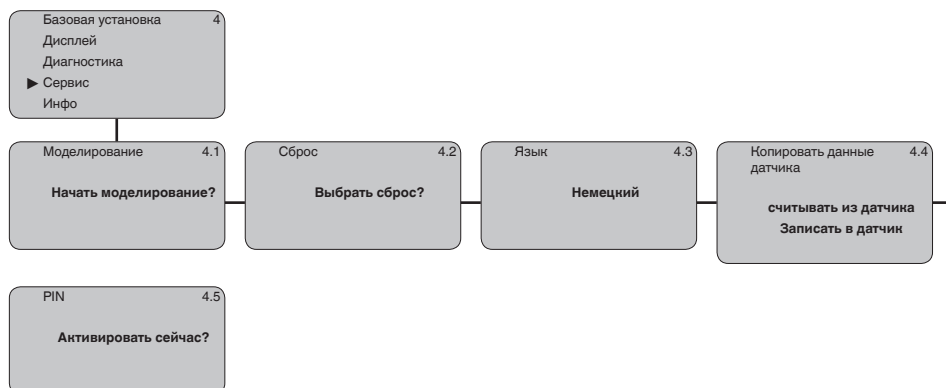 Базовая установка 4
Дисплей
Диагностика
▶ Сервис
Инфо
Моделирование 4.1
Начать моделирование?
Сброс 4.2
Выбрать сброс?
Язык 4.3
Немецкий
Копировать данные 4.4
датчика
считывать из датчика
Записать в датчик
PIN 4.5
Активировать сейчас?